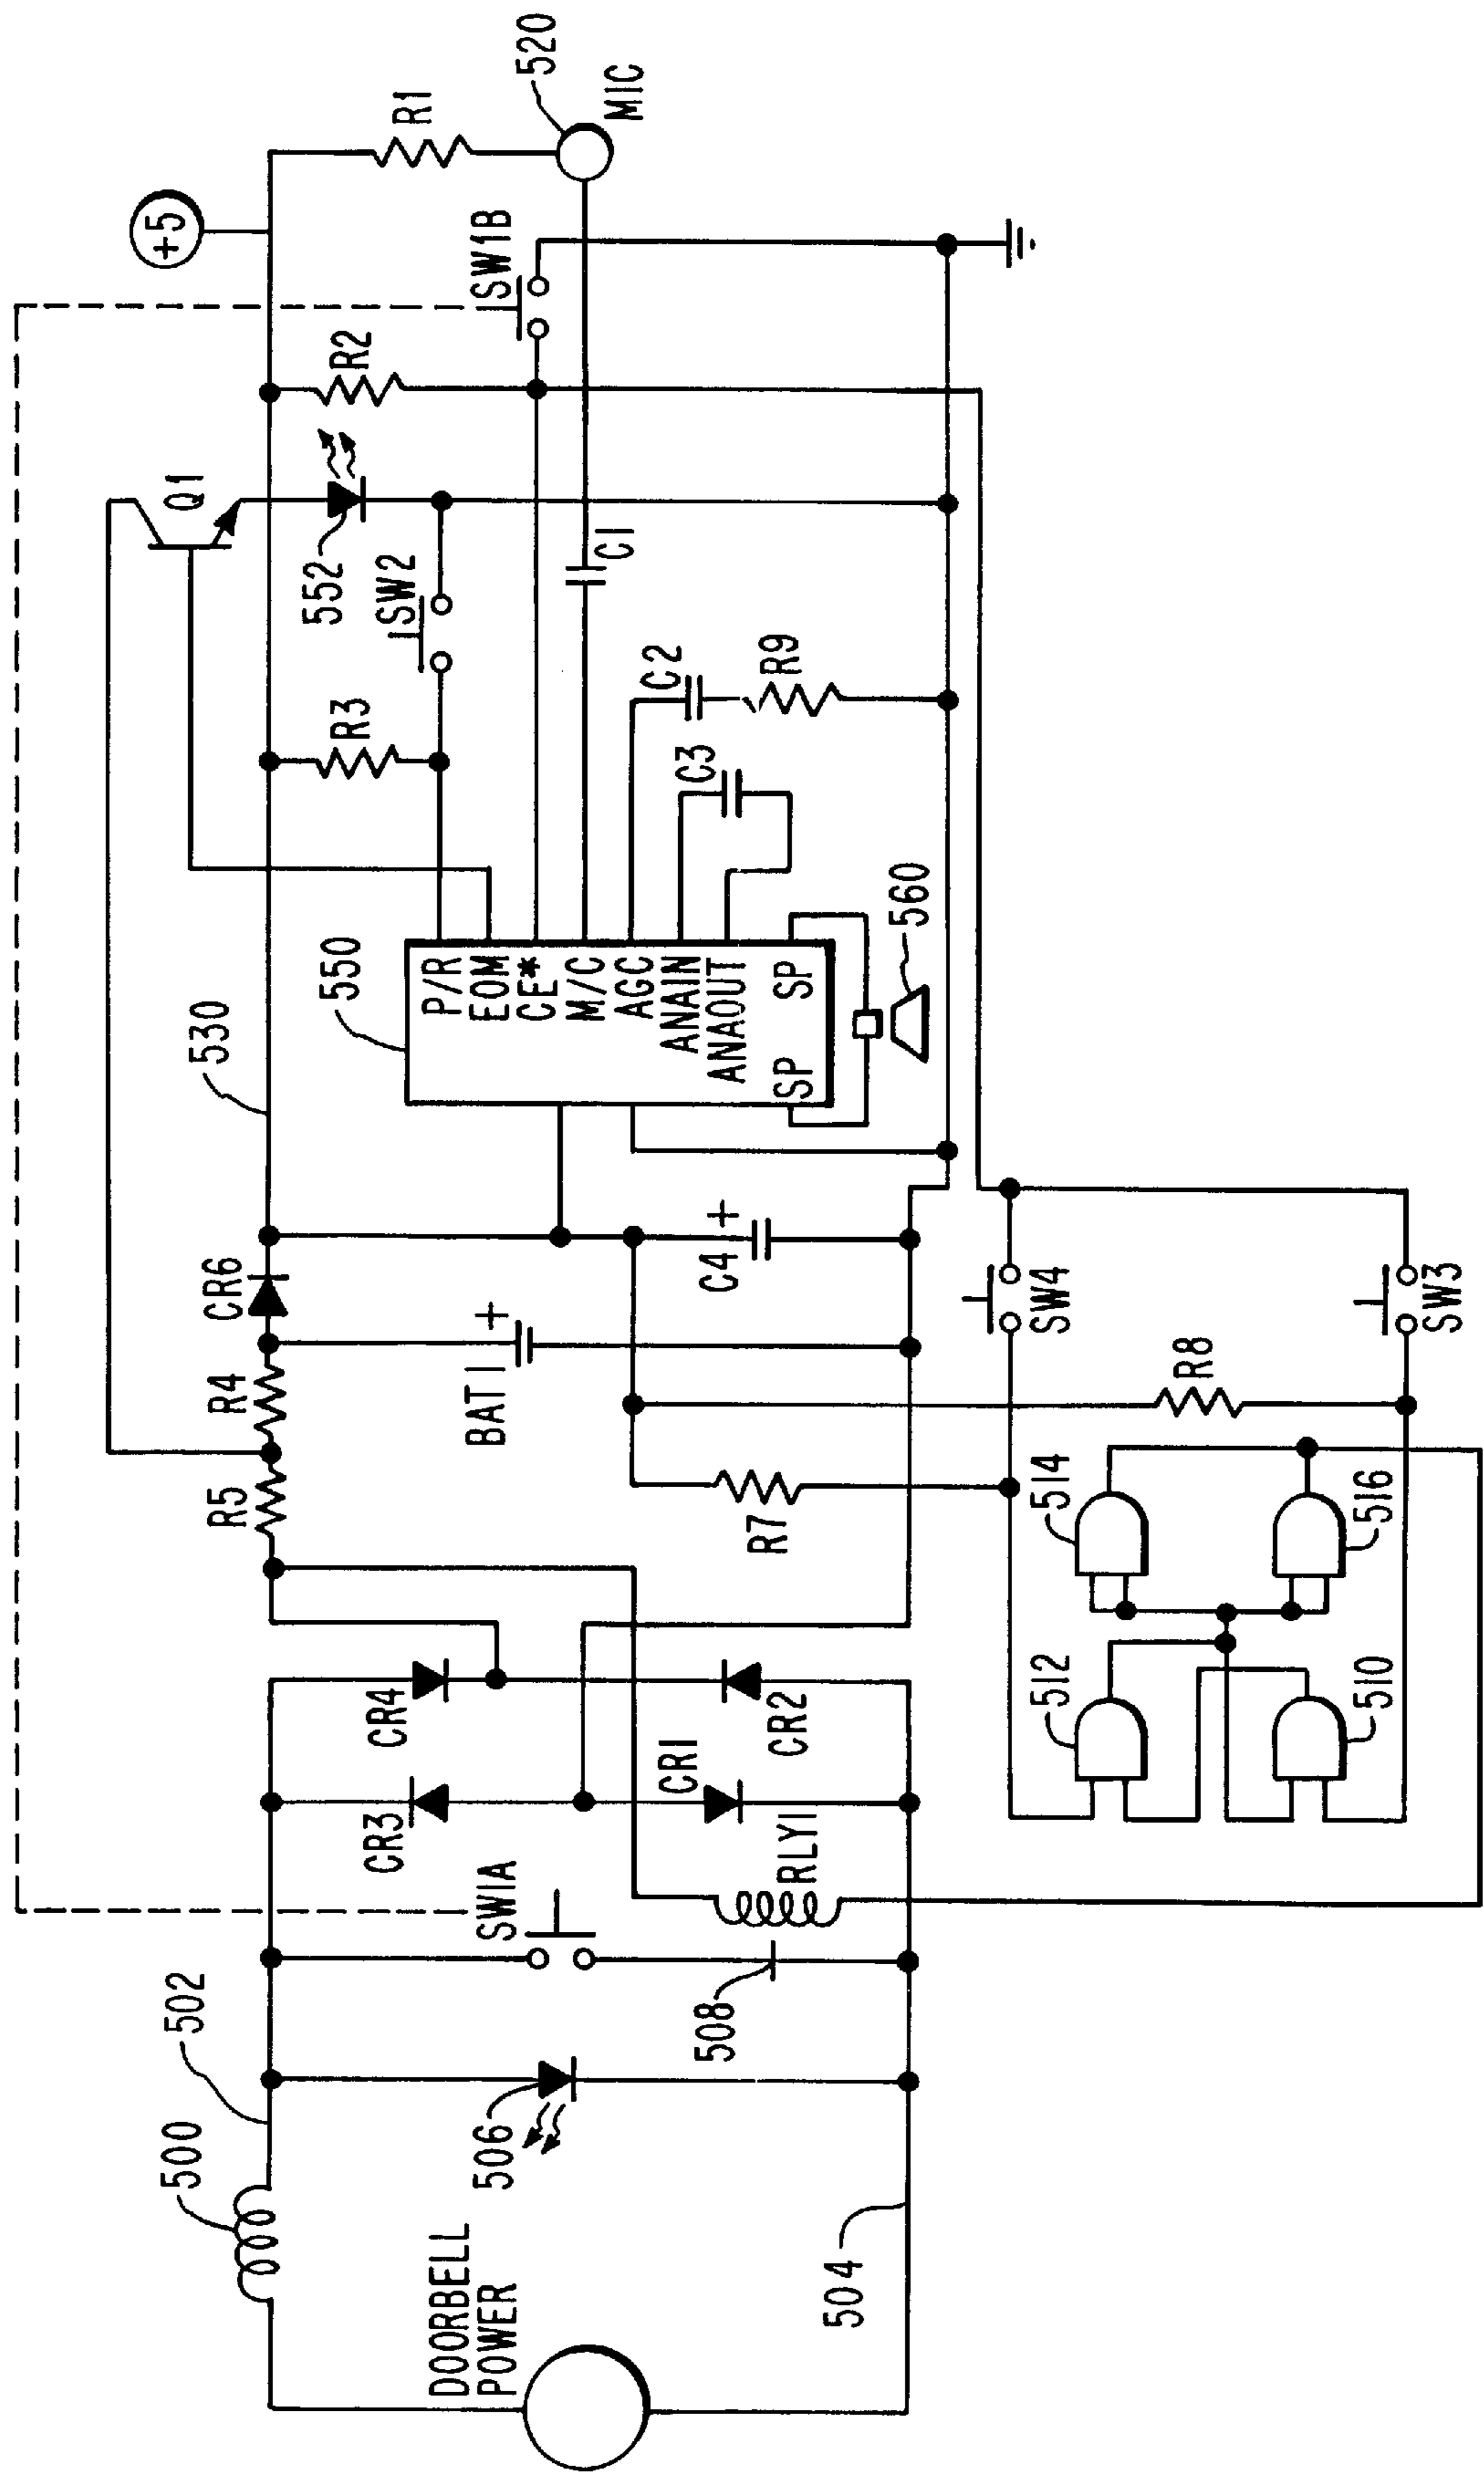 DOORBELL
POWER
500
502
504
506
508
SW1A
RLY1
CR3
CR4
CR1
CR2
512
510
514
516
R5
R4
CR6
BAT1
+
C4
+
R7
R8
SW4
SW3
530
550
P/R
EOM
CE*
M/C
AGC
ANAIN
ANAOUT
SP
SP
560
R3
C3
C2
R9
SW2
552
Q1
C1
R2
SW1B
+5
R1
520
MIC